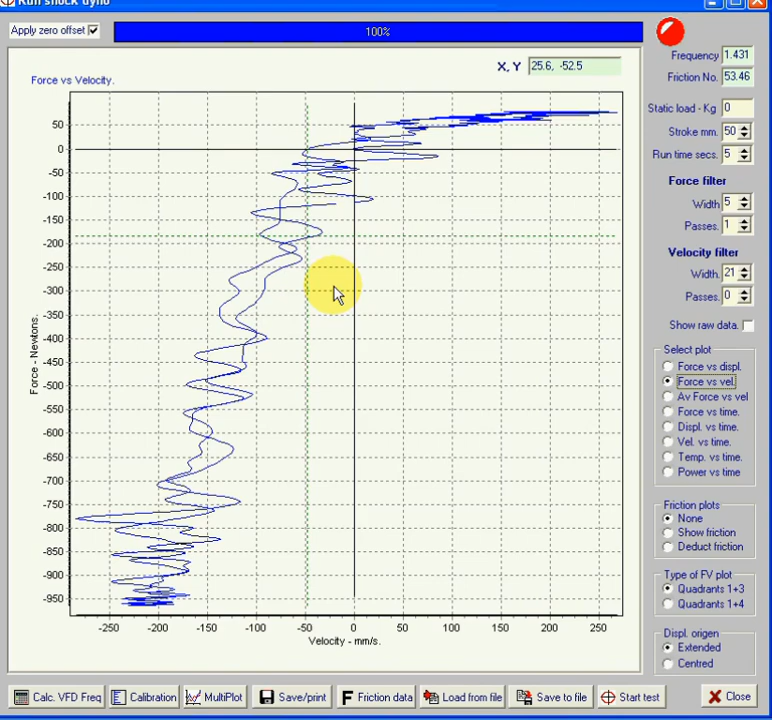 Run shock dyno
Apply zero offset
100%
X, Y 25.6, -52.5
Force vs Velocity.
Force - Newtons.
50
0
-50
-100
-150
-200
-250
-300
-350
-400
-450
-500
-550
-600
-650
-700
-750
-800
-850
-900
-950
-250 -200 -150 -100 -50 0 50 100 150 200 250
Velocity - mm/s.
Frequency 1.431
Friction No. 53.46
Static load - Kg 0
Stroke mm. 50
Run time secs. 5
Force filter
Width 5
Passes. 1
Velocity filter
Width. 21
Passes. 0
Show raw data.
Select plot
Force vs displ.
Force vs vel.
Av Force vs vel
Force vs time.
Displ. vs time.
Vel. vs time.
Temp. vs time.
Power vs time
Friction plots
None
Show friction
Deduct friction
Type of FV plot
Quadrants 1+3
Quadrants 1+4
Displ. origen
Extended
Centred
Calc. VFD Freq Calibration MultiPlot Save/print F Friction data Load from file Save to file Start test Close